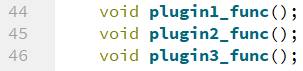 44 void plugin1_func();
45 void plugin2_func();
46 void plugin3_func();